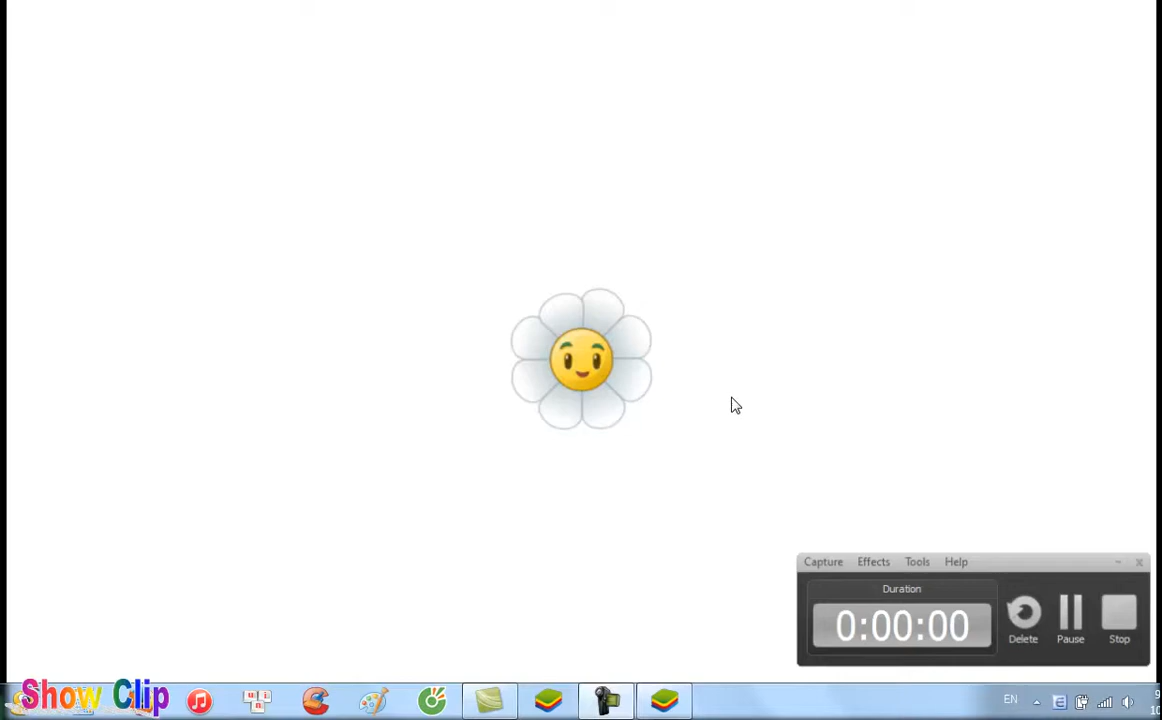 Capture Effects Tools Help
Duration
0:00:00
Delete Pause Stop
Show Clip
EN